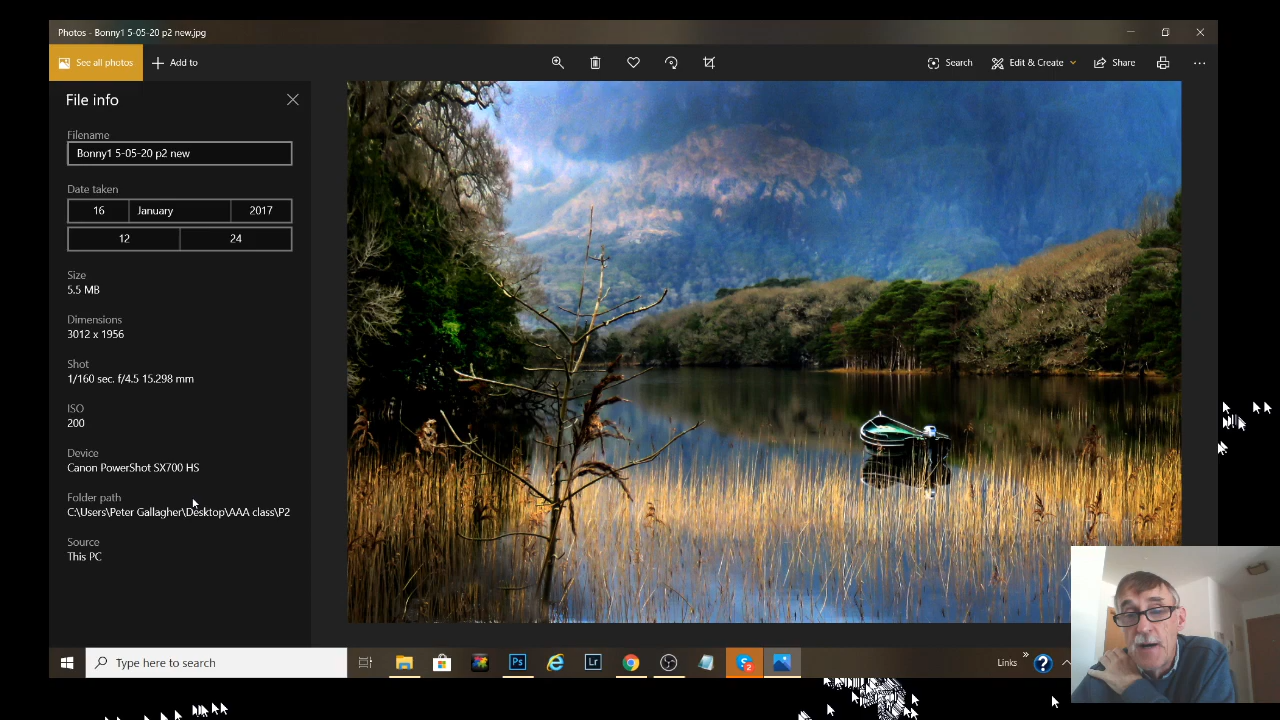 Photos - Bonny1 5-05-20 p2 new.jpg
See all photos
Add to
Search
Edit & Create
Share
File info
Filename
Bonny1 5-05-20 p2 new
Date taken
16 January 2017
12 24
Size
5.5 MB
Dimensions
3012 x 1956
Shot
1/160 sec. f/4.5 15.298 mm
ISO
200
Device
Canon PowerShot SX700 HS
Folder path
C:\Users\Peter Gallagher\Desktop\AAA class\P2
Source
This PC
Type here to search
Ps
Lr
2
Links